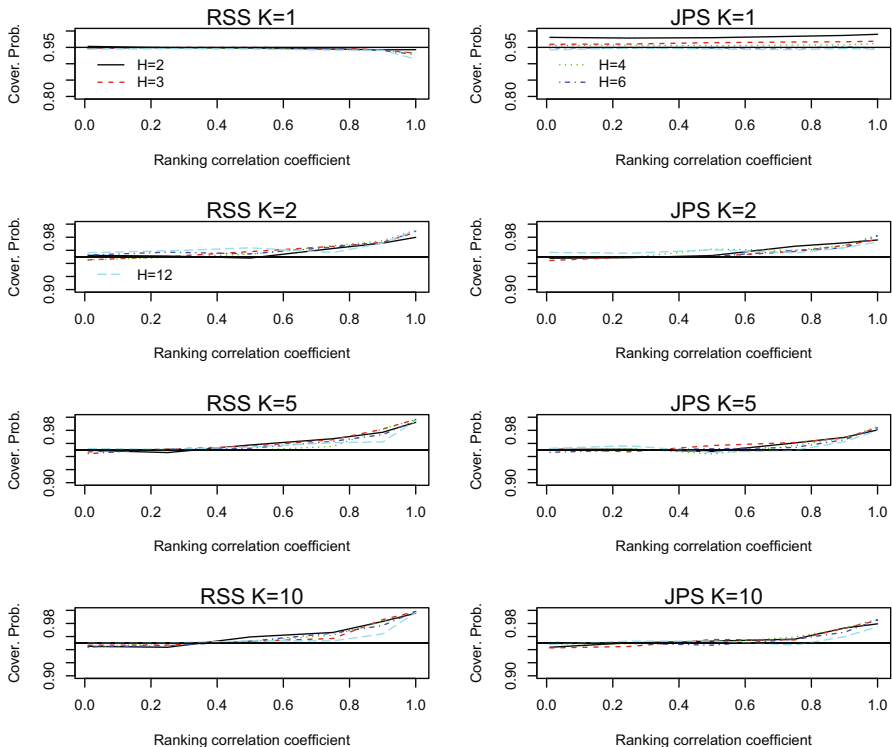 RSS K=1
Cover. Prob.
0.95
0.80
H=2
H=3
0.0 0.2 0.4 0.6 0.8 1.0
Ranking correlation coefficient
JPS K=1
Cover. Prob.
0.95
0.80
H=4
H=6
0.0 0.2 0.4 0.6 0.8 1.0
Ranking correlation coefficient
RSS K=2
Cover. Prob.
0.98
0.90
H=12
0.0 0.2 0.4 0.6 0.8 1.0
Ranking correlation coefficient
JPS K=2
Cover. Prob.
0.98
0.90
0.0 0.2 0.4 0.6 0.8 1.0
Ranking correlation coefficient
RSS K=5
Cover. Prob.
0.98
0.90
0.0 0.2 0.4 0.6 0.8 1.0
Ranking correlation coefficient
JPS K=5
Cover. Prob.
0.98
0.90
0.0 0.2 0.4 0.6 0.8 1.0
Ranking correlation coefficient
RSS K=10
Cover. Prob.
0.98
0.90
0.0 0.2 0.4 0.6 0.8 1.0
Ranking correlation coefficient
JPS K=10
Cover. Prob.
0.98
0.90
0.0 0.2 0.4 0.6 0.8 1.0
Ranking correlation coefficient